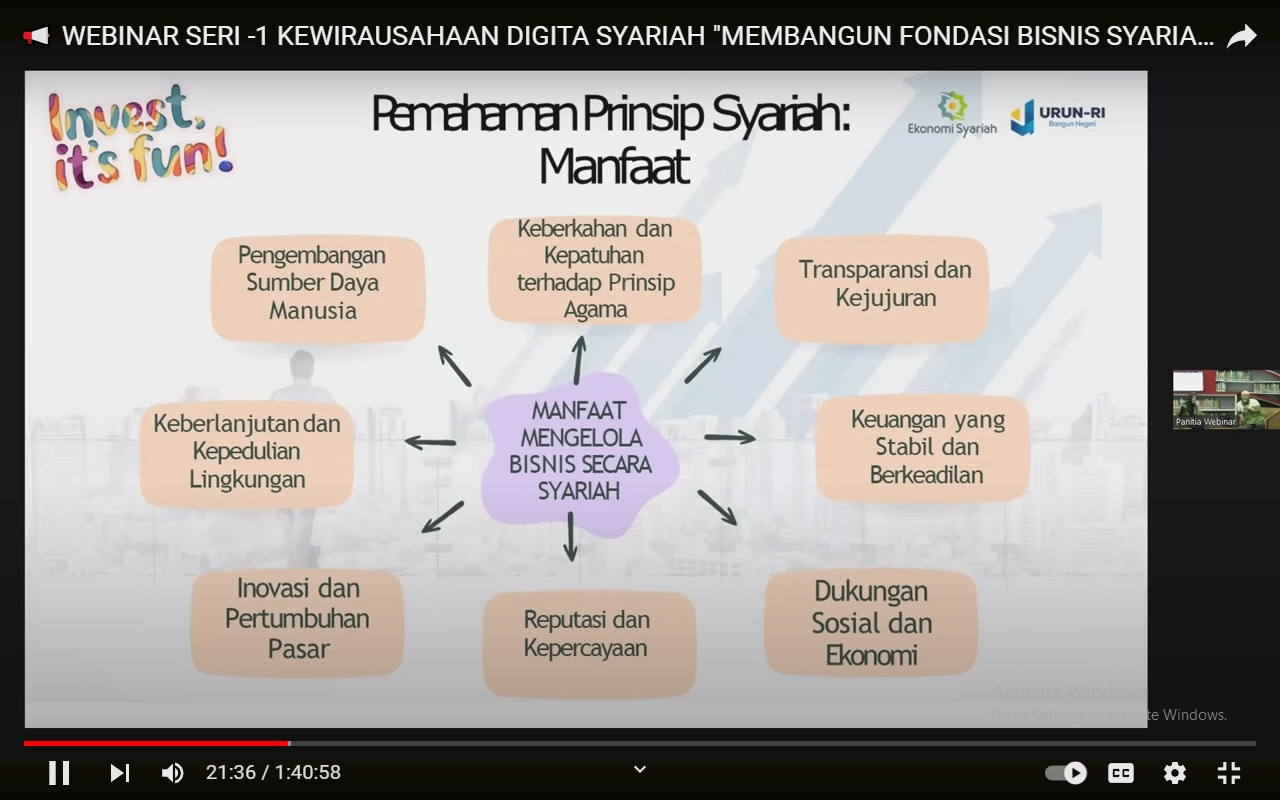 WEBINAR SERI -1 KEWIRAUSAHAAN DIGITA SYARIAH "MEMBANGUN FONDASI BISNIS SYARIA...
Invest,
it's fun!
Pemahaman Prinsip Syariah:
Manfaat
Ekonomi Syariah
URUN-RI
Bangun Negeri
Pengembangan
Sumber Daya
Manusia
Keberkahan dan
Kepatuhan
terhadap Prinsip
Agama
Transparansi dan
Kejujuran
Keberlanjutan dan
Kepedulian
Lingkungan
MANFAAT
MENGELOLA
BISNIS SECARA
SYARIAH
Keuangan yang
Stabil dan
Berkeadilan
Inovasi dan
Pertumbuhan
Pasar
Reputasi dan
Kepercayaan
Dukungan
Sosial dan
Ekonomi
Panitia Webinar
Activate Windows
Go to Settings to activate Windows.
21:36 / 1:40:58
CC